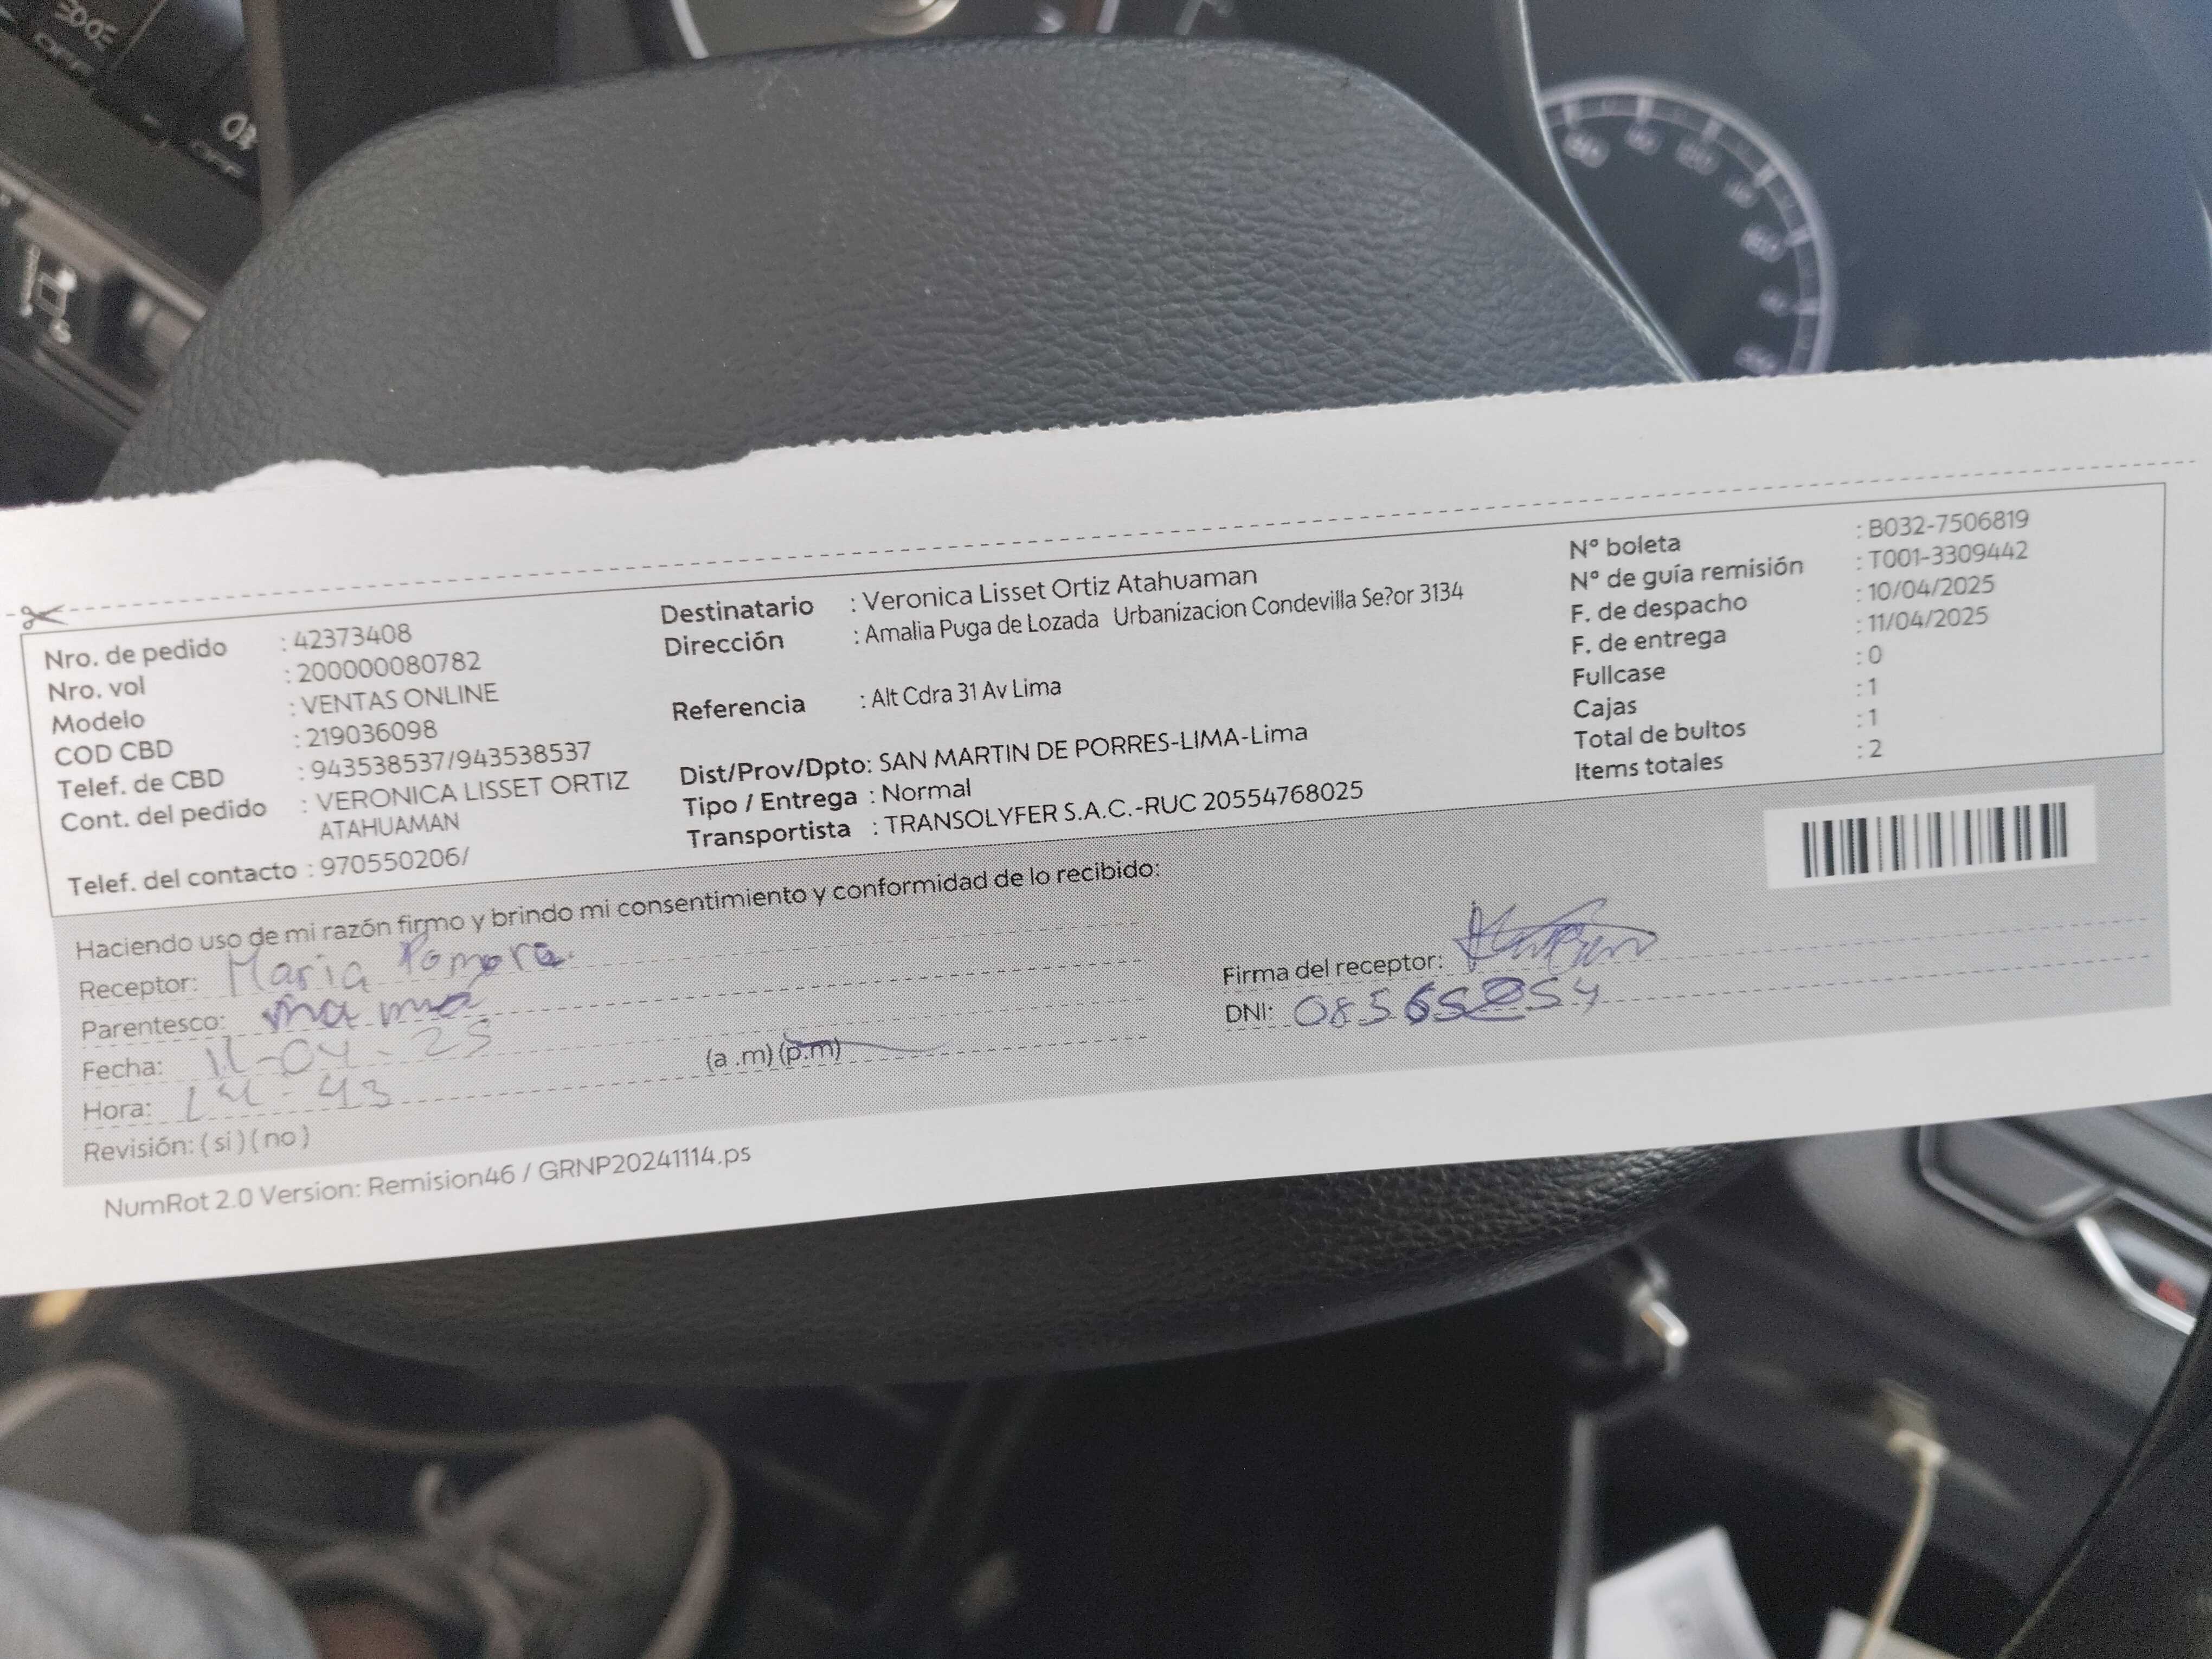 Nro. de pedido : 42373408
Nro. vol : 200000080782
Modelo : VENTAS ONLINE
COD CBD : 219036098
Telef. de CBD : 943538537/943538537
Cont. del pedido : VERONICA LISSET ORTIZ
ATAHUAMAN
Telef. del contacto : 970550206/
Destinatario : Veronica Lisset Ortiz Atahuaman
Dirección : Amalia Puga de Lozada Urbanizacion Condevilla Se?or 3134
Referencia : Alt Cdra 31 Av Lima
Dist/Prov/Dpto: SAN MARTIN DE PORRES-LIMA-Lima
Tipo / Entrega : Normal
Transportista : TRANSOLYFER S.A.C.-RUC 20554768025
N° boleta : B032-7506819
N° de guía remisión : T001-3309442
F. de despacho : 10/04/2025
F. de entrega : 11/04/2025
Fullcase : 0
Cajas : 1
Total de bultos : 1
Items totales : 2
Haciendo uso de mi razón firmo y brindo mi consentimiento y conformidad de lo recibido:
Receptor: Maria
Parentesco: mama
Fecha: 11-04-25
Hora: 14-43 (a .m) (p.m)
Revisión: (si) (no)
Firma del receptor:
DNI:
NumRot 2.0 Version: Remision46 / GRNP20241114.ps
OFF
OFF